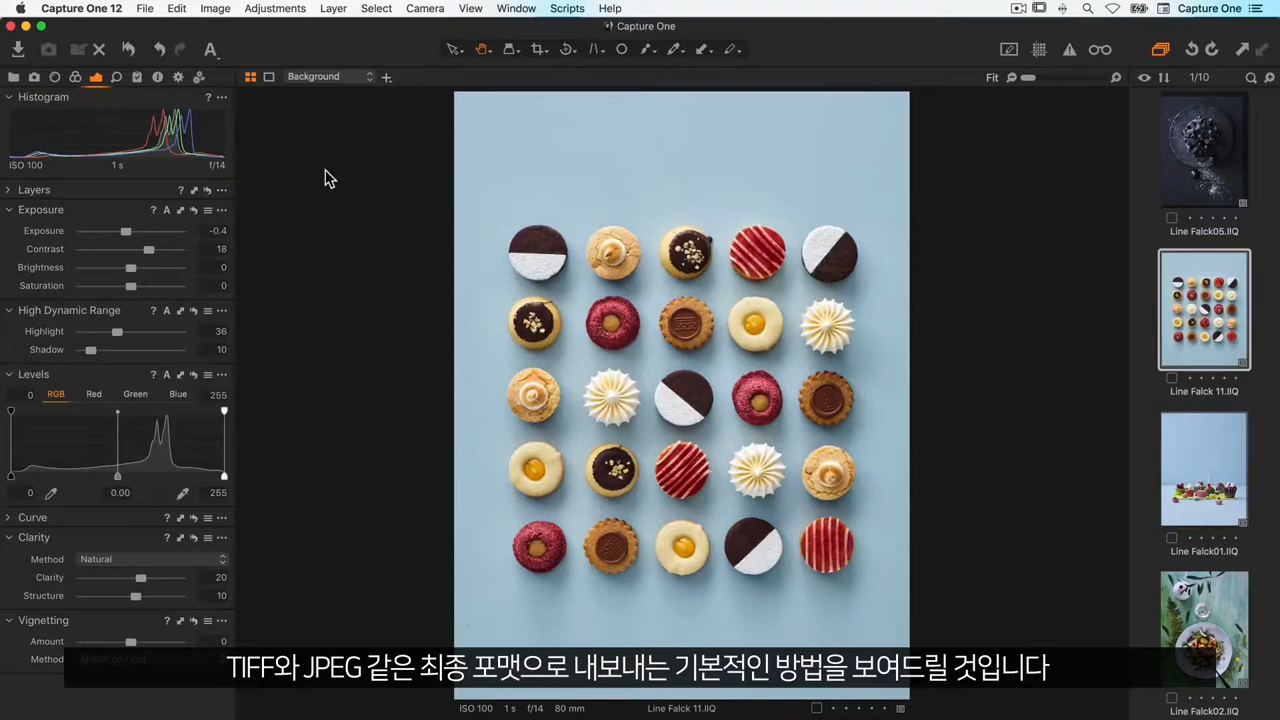 Capture One 12 File Edit Image Adjustments Layer Select Camera View Window Scripts Help Capture One
Capture One
Background Fit 1/10
Histogram
ISO 100 1 s f/14
Layers
Exposure
Exposure -0.4
Contrast 18
Brightness 0
Saturation 0
High Dynamic Range
Highlight 36
Shadow 10
Levels
0 RGB Red Green Blue 255
0 0.00 255
Curve
Clarity
Method Natural
Clarity 20
Structure 10
Vignetting
Amount 0
Method
Line Falck05.IIQ
Line Falck 11.IIQ
Line Falck01.IIQ
Line Falck02.IIQ
TIFF와 JPEG 같은 최종 포맷으로 내보내는 기본적인 방법을 보여드릴 것입니다
ISO 100 1 s f/14 80 mm Line Falck 11.IIQ